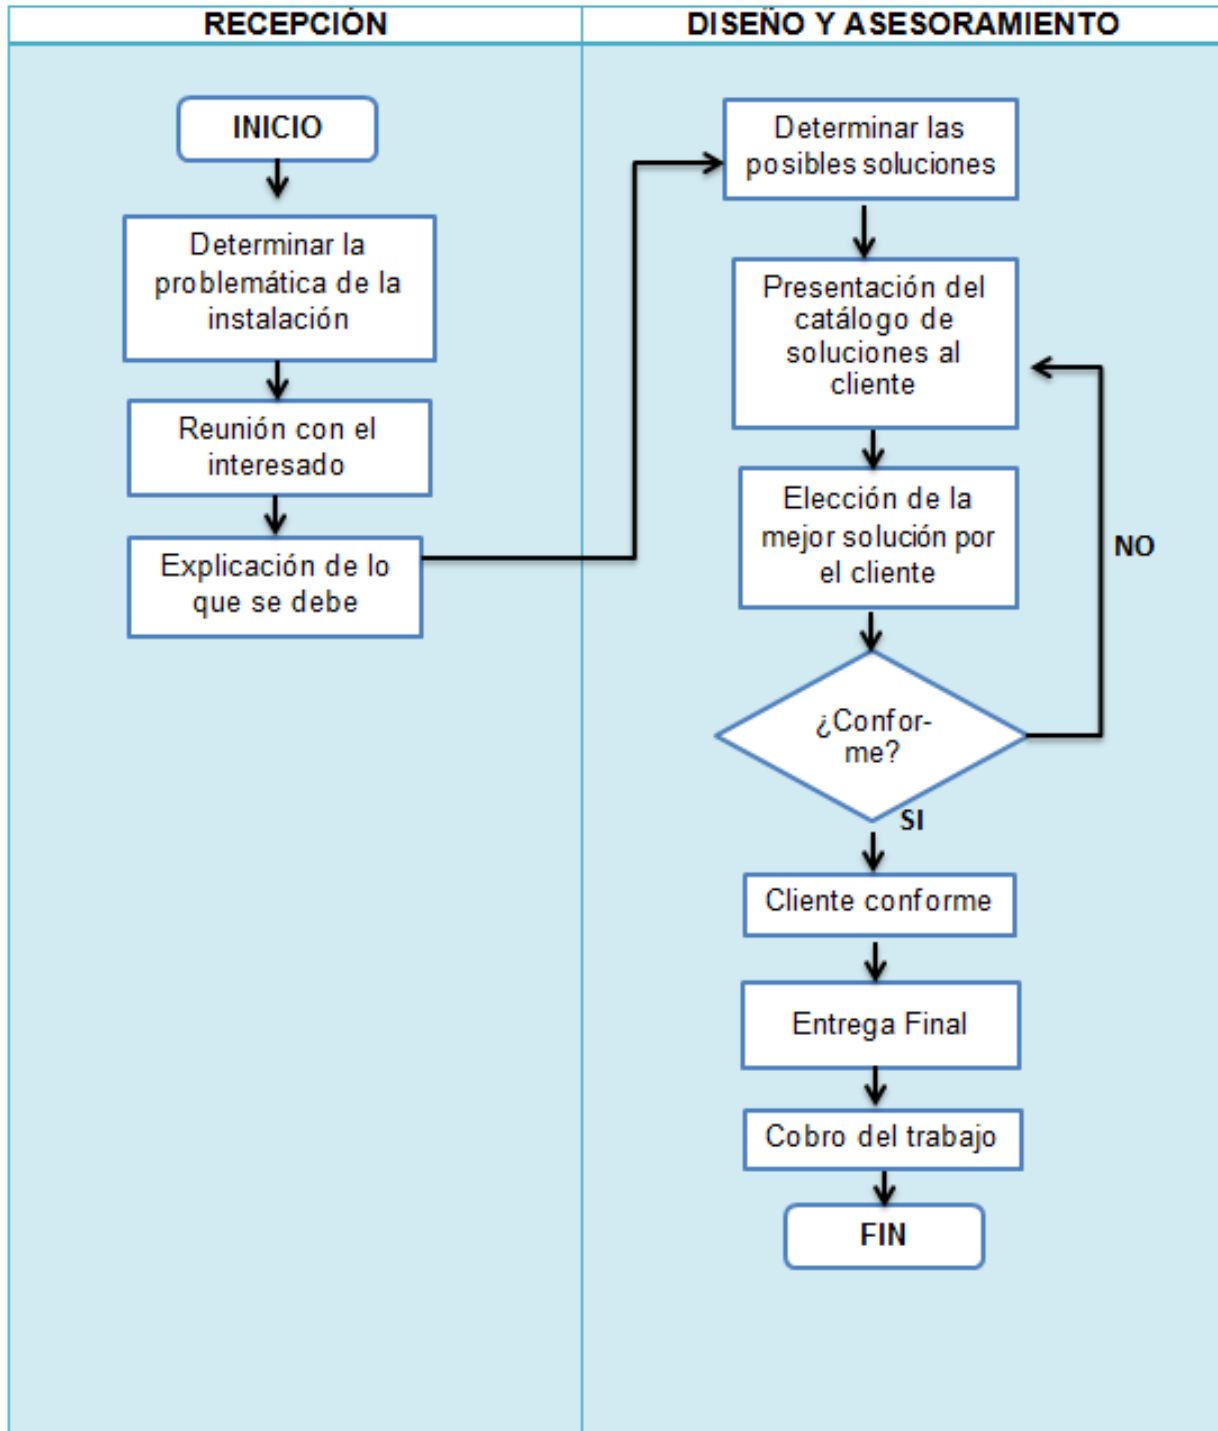 RECEPCIÓN
DISEÑO Y ASESORAMIENTO
INICIO
Determinar la
problemática de la
instalación
Reunión con el
interesado
Explicación de lo
que se debe
Determinar las
posibles soluciones
Presentación del
catálogo de
soluciones al
cliente
Elección de la
mejor solución por
el cliente
NO
¿Confor-
me?
SI
Cliente conforme
Entrega Final
Cobro del trabajo
FIN